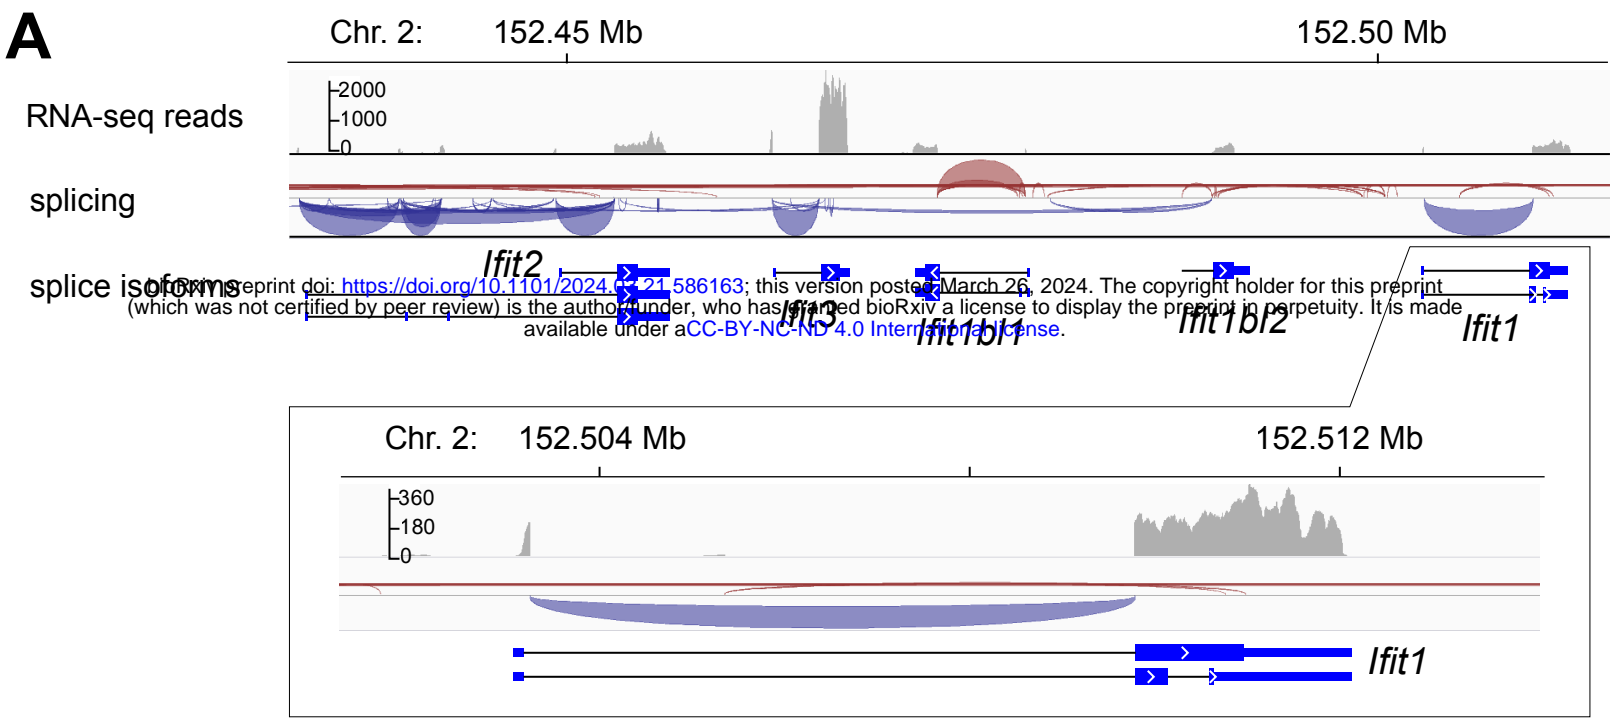 A
Chr. 2: 152.45 Mb 152.50 Mb
RNA-seq reads
2000
1000
0
splicing
splice isoforms
Ifit2
bioRxiv preprint doi: https://doi.org/10.1101/2024.03.21.586163; this version posted March 26, 2024. The copyright holder for this preprint
(which was not certified by peer review) is the author/funder, who has granted bioRxiv a license to display the preprint in perpetuity. It is made
available under aCC-BY-NC-ND 4.0 International license.
Ifit3
Ifit1bl1
Ifit1bl2
Ifit1
Chr. 2: 152.504 Mb 152.512 Mb
360
180
0
Ifit1